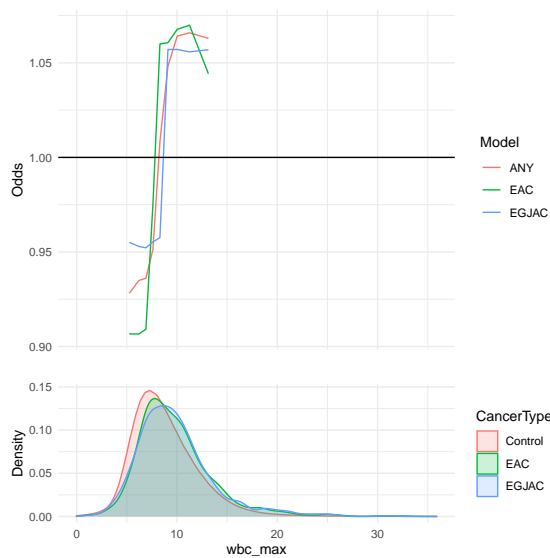 1.05
1.00
0.95
0.90
Odds
Model
ANY
EAC
EGJAC
0.15
0.10
0.05
0.00
Density
0
10
20
30
wbc_max
CancerType
Control
EAC
EGJAC